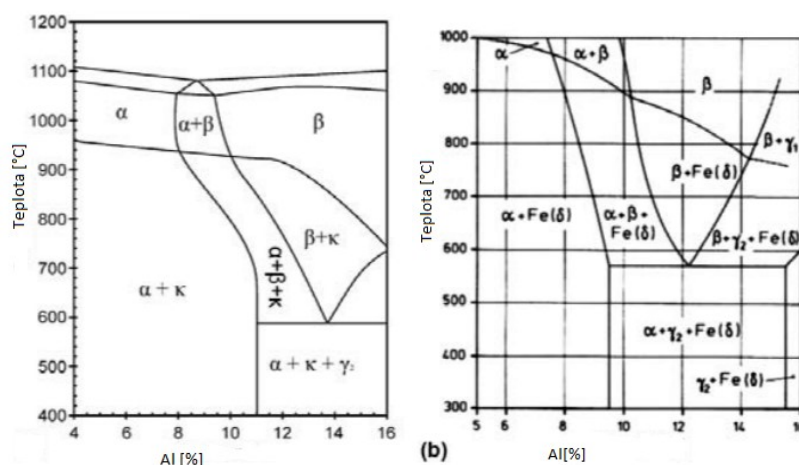 1200
1100
1000
900
800
700
600
500
400
Teplota [°C]
α
α+β
β
β+κ
α+β+κ
α + κ
α + κ + γ₂
4 6 8 10 12 14 16
Al [%]
1000
900
800
700
600
500
400
300
Teplota [°C]
α
α+β
β
β+γ₁
β+Fe(δ)
α+Fe(δ)
α+β+
Fe(δ)
β+γ₂+Fe(δ)
α+γ₂+Fe(δ)
γ₂+Fe(δ)
5 6 8 10 12 14
(b)
Al[%]